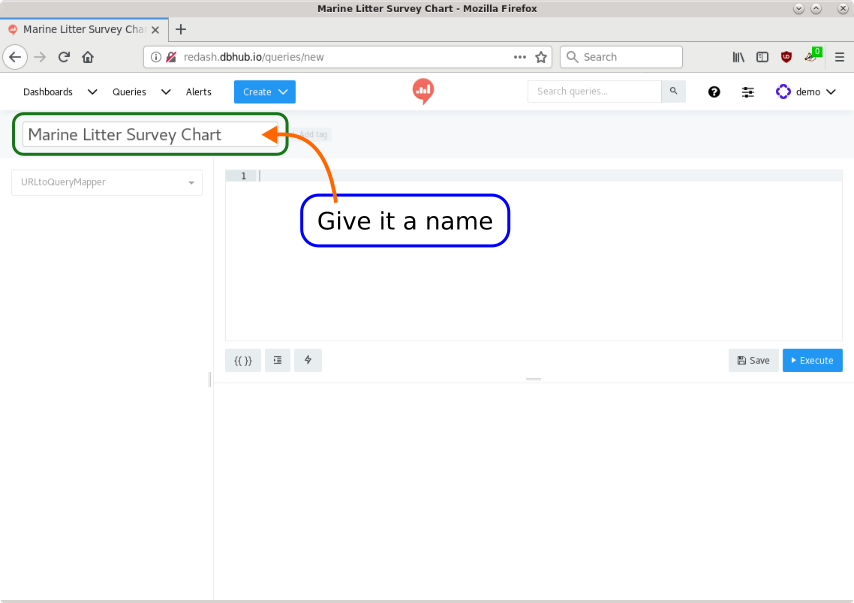 Marine Litter Survey Chart - Mozilla Firefox
Marine Litter Survey Cha
redash.dbhub.io/queries/new
Search
0
Dashboards Queries Alerts Create Search queries... demo
Marine Litter Survey Chart Add tag
URLtoQueryMapper
1
Give it a name
{{ }} Save Execute